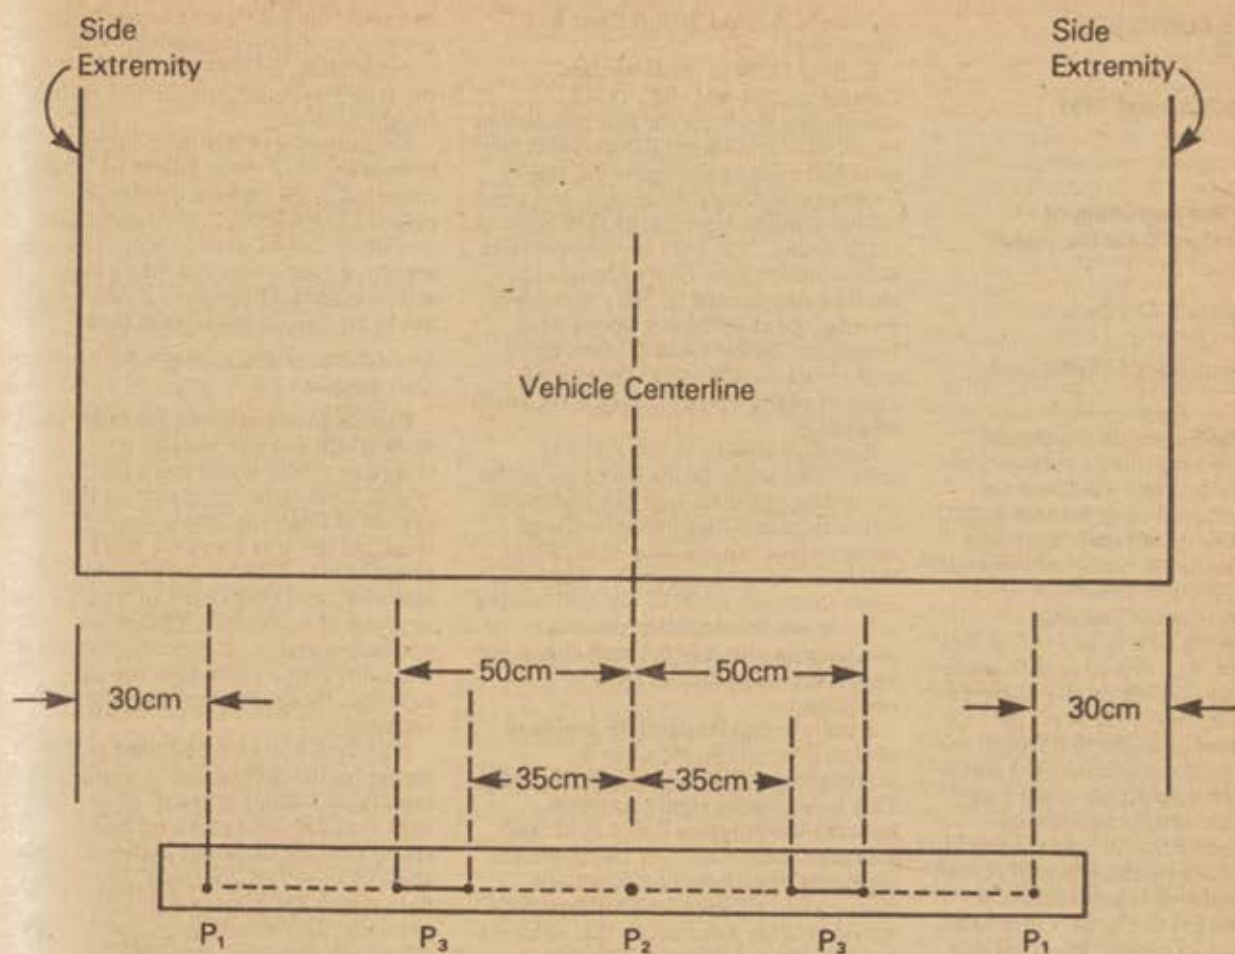 Side
Extremity
Side
Extremity
Vehicle Centerline
50cm
50cm
30cm
30cm
35cm
35cm
P₁
P₃
P₂
P₃
P₁